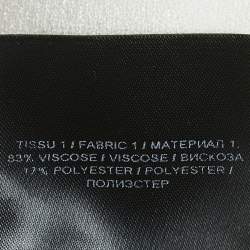 TISSU 1 / FABRIC 1 / МАТЕРИАЛ 1
83% VISCOSE / VISCOSE / ВИСКОЗА
17% POLYESTER / POLYESTER /
ПОЛИЭСТЕР